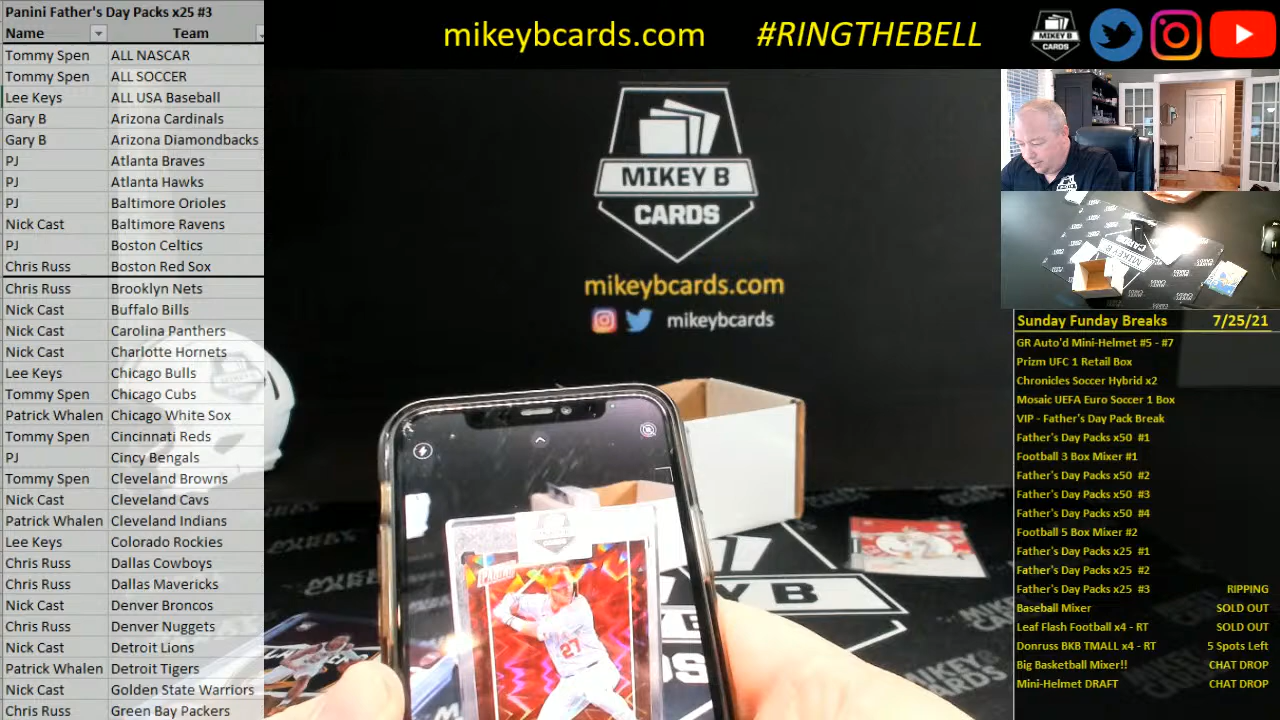 Panini Father's Day Packs x25 #3
Name Team
Tommy Spen ALL NASCAR
Tommy Spen ALL SOCCER
Lee Keys ALL USA Baseball
Gary B Arizona Cardinals
Gary B Arizona Diamondbacks
PJ Atlanta Braves
PJ Atlanta Hawks
PJ Baltimore Orioles
Nick Cast Baltimore Ravens
PJ Boston Celtics
Chris Russ Boston Red Sox
Chris Russ Brooklyn Nets
Nick Cast Buffalo Bills
Nick Cast Carolina Panthers
Nick Cast Charlotte Hornets
Lee Keys Chicago Bulls
Tommy Spen Chicago Cubs
Patrick Whalen Chicago White Sox
Tommy Spen Cincinnati Reds
PJ Cincy Bengals
Tommy Spen Cleveland Browns
Nick Cast Cleveland Cavs
Patrick Whalen Cleveland Indians
Lee Keys Colorado Rockies
Chris Russ Dallas Cowboys
Chris Russ Dallas Mavericks
Nick Cast Denver Broncos
Chris Russ Denver Nuggets
Nick Cast Detroit Lions
Patrick Whalen Detroit Tigers
Nick Cast Golden State Warriors
Chris Russ Green Bay Packers
mikeybcards.com #RINGTHEBELL
MIKEY B
CARDS
MIKEY B
CARDS
mikeybcards.com
mikeybcards
27
MIKEY B
Sunday Funday Breaks 7/25/21
GR Auto'd Mini-Helmet #5 - #7
Prizm UFC 1 Retail Box
Chronicles Soccer Hybrid x2
Mosaic UEFA Euro Soccer 1 Box
VIP - Father's Day Pack Break
Father's Day Packs x50 #1
Football 3 Box Mixer #1
Father's Day Packs x50 #2
Father's Day Packs x50 #3
Father's Day Packs x50 #4
Football 5 Box Mixer #2
Father's Day Packs x25 #1
Father's Day Packs x25 #2
Father's Day Packs x25 #3 RIPPING
Baseball Mixer SOLD OUT
Leaf Flash Football x4 - RT SOLD OUT
Donruss BKB TMALL x4 - RT 5 Spots Left
Big Basketball Mixer!! CHAT DROP
Mini-Helmet DRAFT CHAT DROP